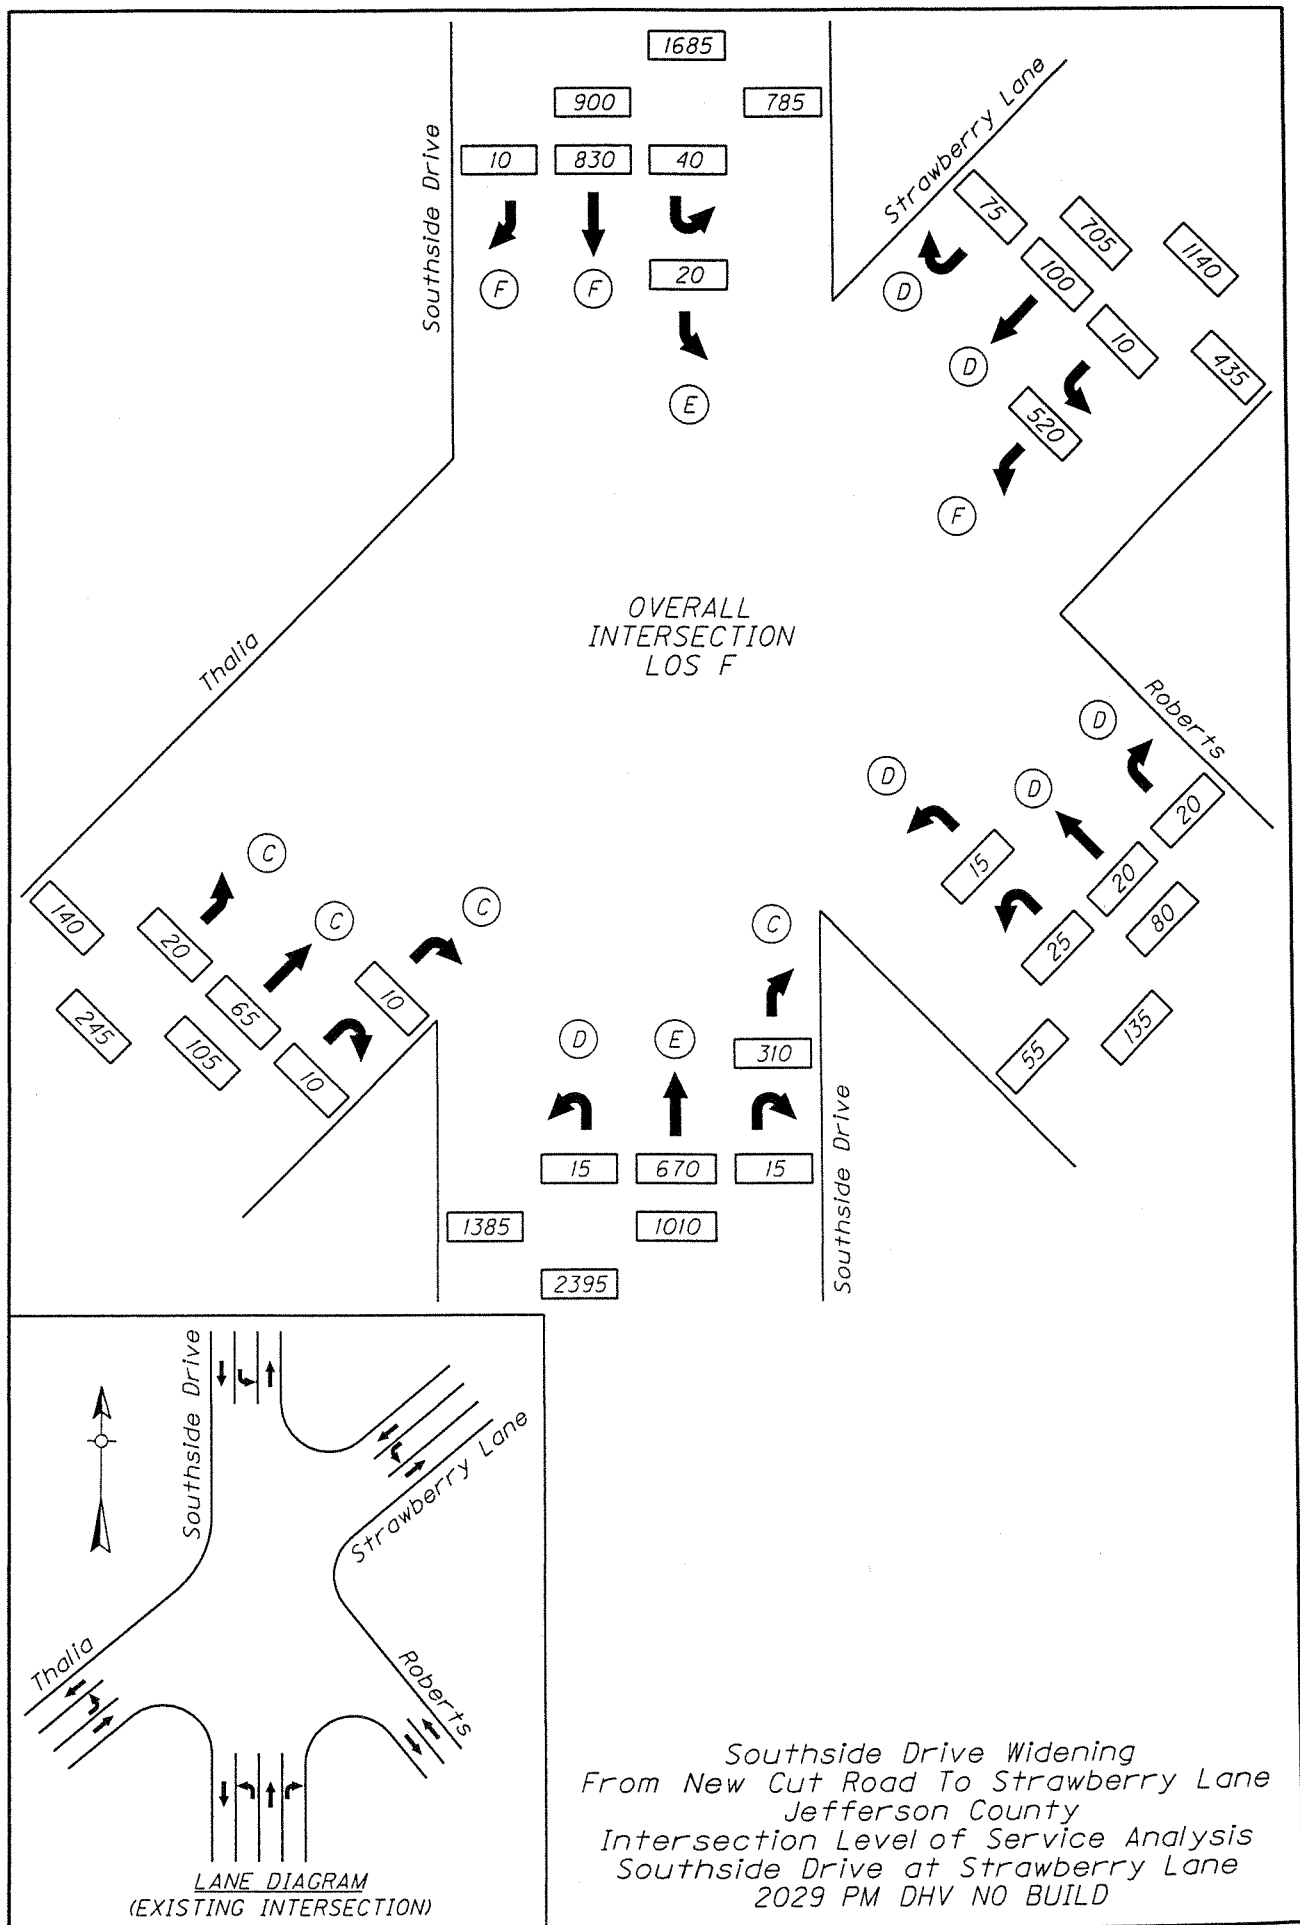 1685
900
785
10
830
40
Southside Drive
F
F
20
E
Strawberry Lane
75
705
1140
100
10
435
D
D
520
F
OVERALL
INTERSECTION
LOS F
Thalia
Roberts
D
D
D
20
15
20
25
80
55
135
C
C
C
140
20
65
10
10
245
105
D
E
C
310
15
670
15
1385
1010
2395
Southside Drive
Southside Drive
Strawberry Lane
Thalia
Roberts
LANE DIAGRAM
(EXISTING INTERSECTION)
Southside Drive Widening
From New Cut Road To Strawberry Lane
Jefferson County
Intersection Level of Service Analysis
Southside Drive at Strawberry Lane
2029 PM DHV NO BUILD